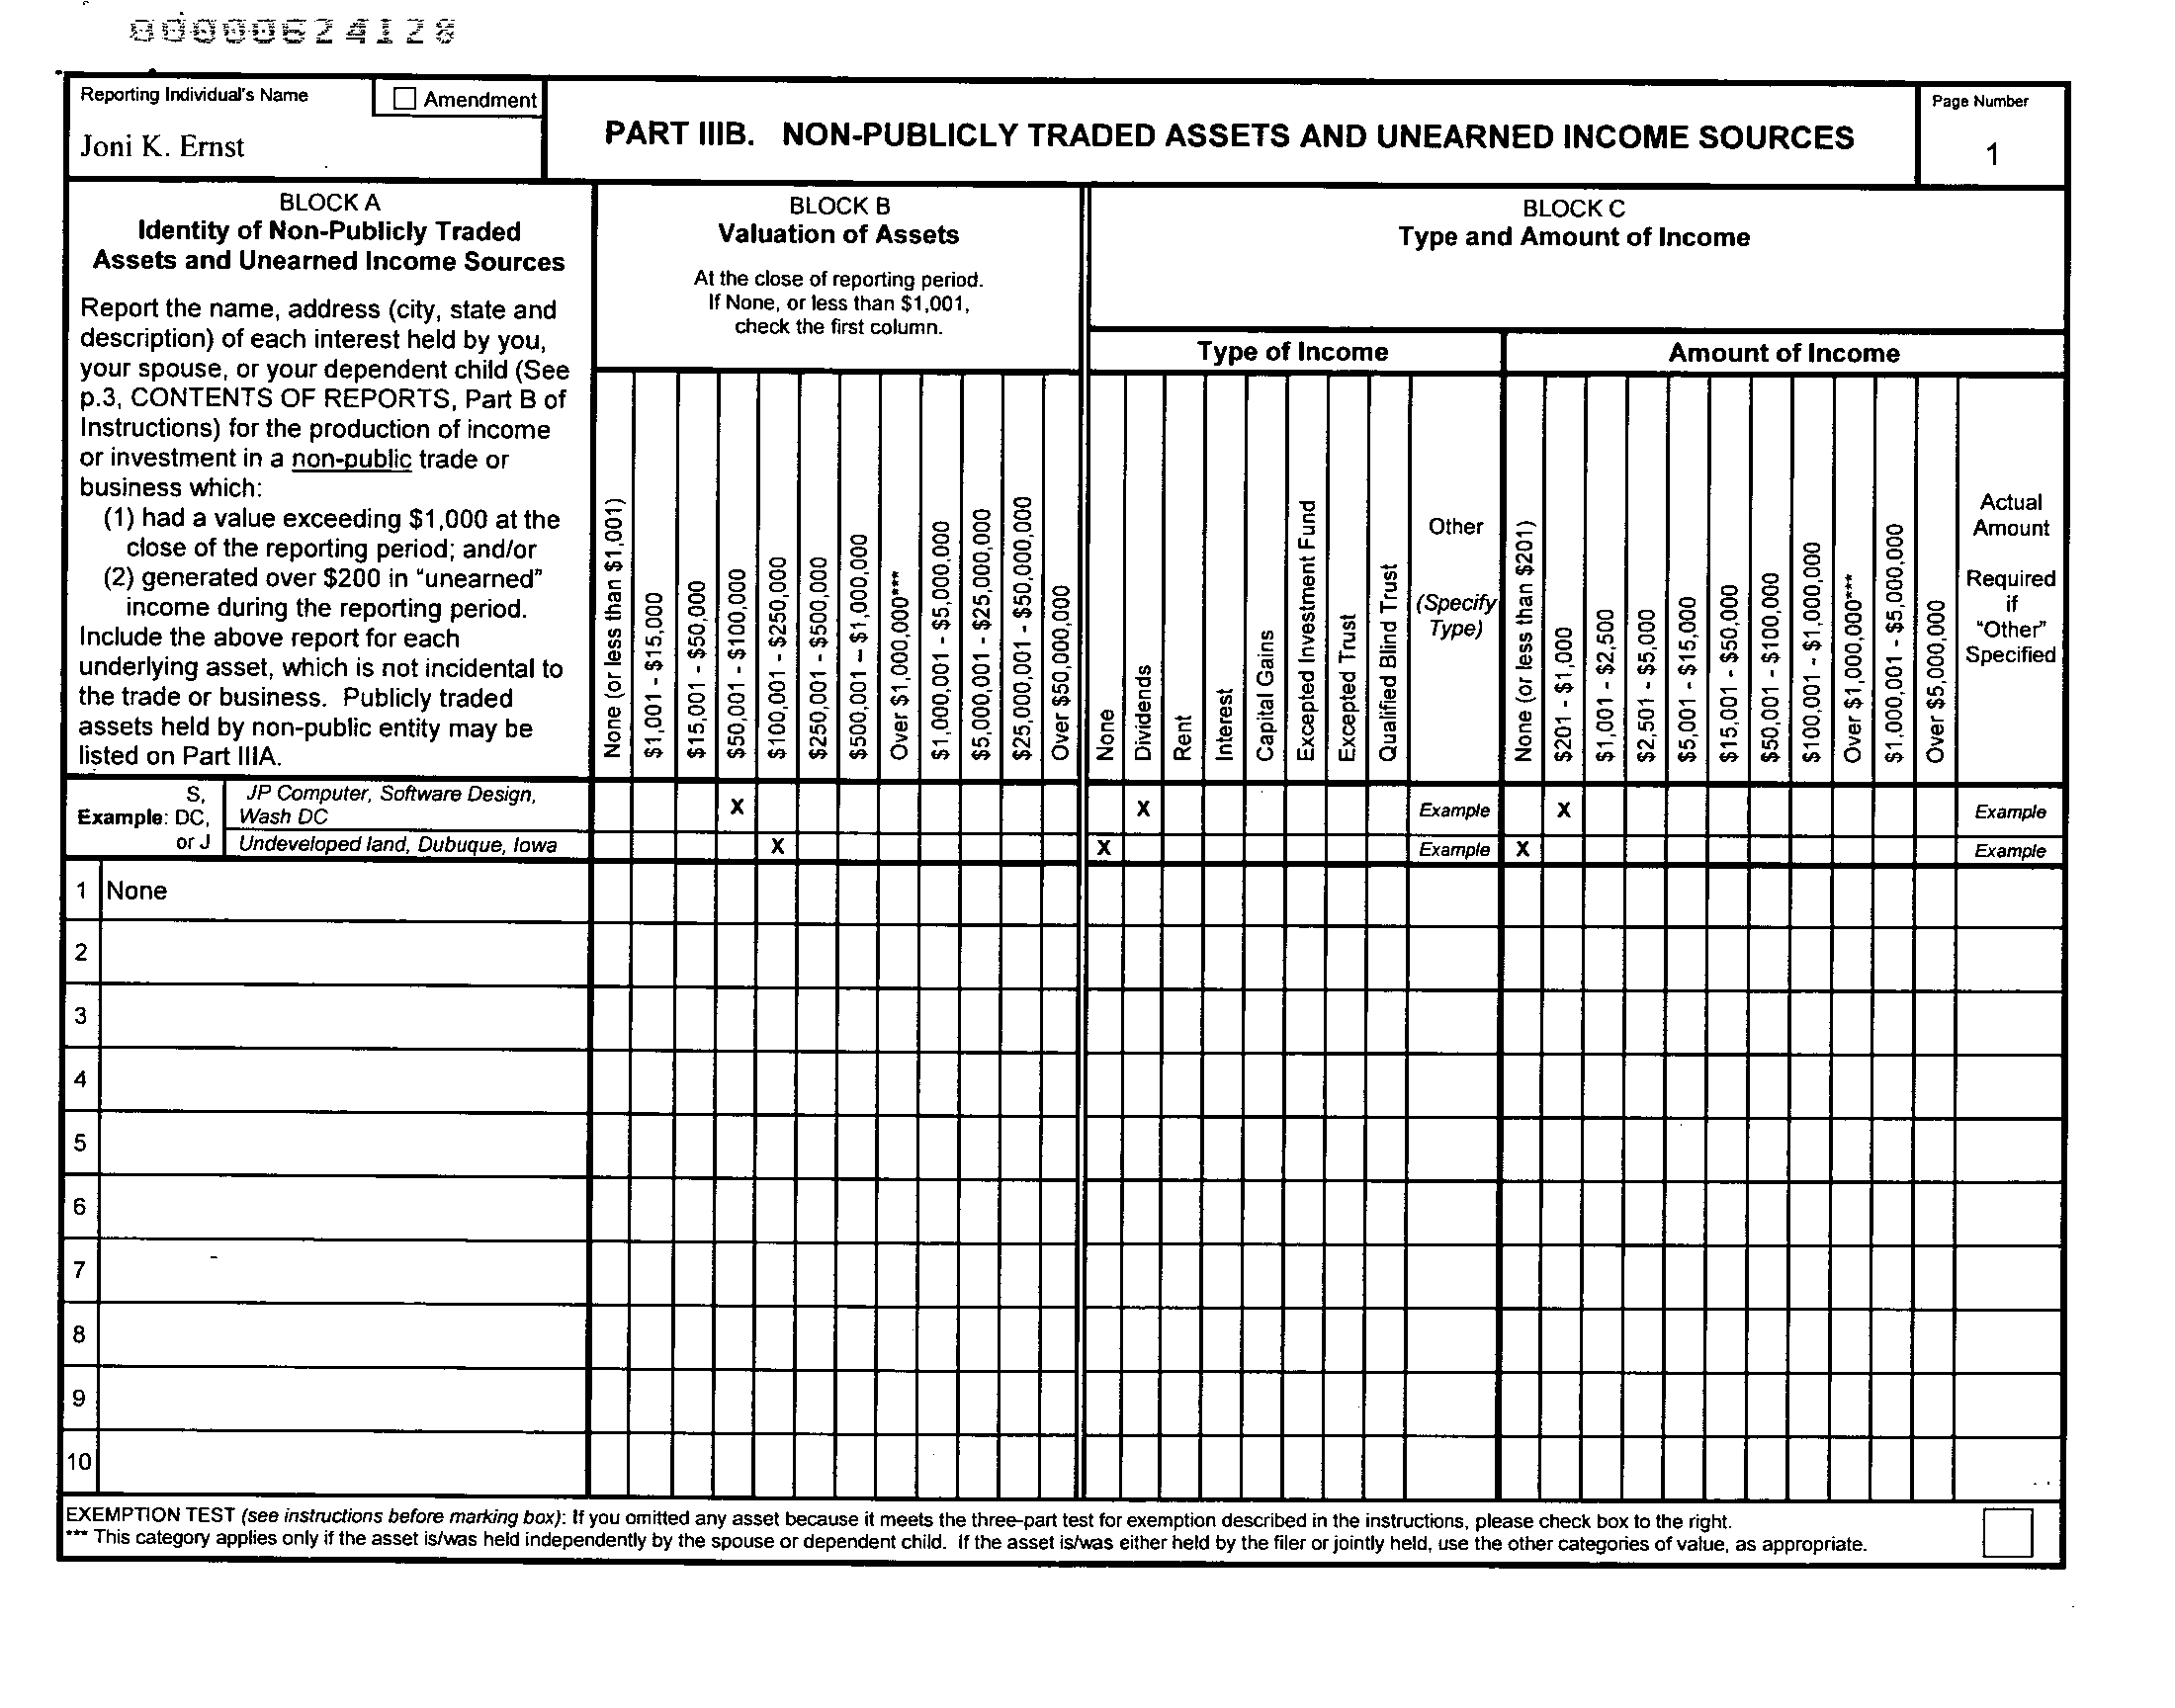 00000624128
Reporting Individual's Name
Amendment
Joni K. Ernst
PART IIIB. NON-PUBLICLY TRADED ASSETS AND UNEARNED INCOME SOURCES
Page Number
1
BLOCK A
Identity of Non-Publicly Traded
Assets and Unearned Income Sources
Report the name, address (city, state and
description) of each interest held by you,
your spouse, or your dependent child (See
p.3, CONTENTS OF REPORTS, Part B of
Instructions) for the production of income
or investment in a non-public trade or
business which:
(1) had a value exceeding $1,000 at the
close of the reporting period; and/or
(2) generated over $200 in "unearned"
income during the reporting period.
Include the above report for each
underlying asset, which is not incidental to
the trade or business. Publicly traded
assets held by non-public entity may be
listed on Part IIIA.
BLOCK B
Valuation of Assets
At the close of reporting period.
If None, or less than $1,001,
check the first column.
None (or less than $1,001)
$1,001 - $15,000
$15,001 - $50,000
$50,001 - $100,000
$100,001 - $250,000
$250,001 - $500,000
$500,001 – $1,000,000
Over $1,000,000***
$1,000,001 - $5,000,000
$5,000,001 - $25,000,000
$25,000,001 - $50,000,000
Over $50,000,000
BLOCK C
Type and Amount of Income
Type of Income
None
Dividends
Rent
Interest
Capital Gains
Excepted Investment Fund
Excepted Trust
Qualified Blind Trust
Other
(Specify
Type)
Amount of Income
None (or less than $201)
$201 - $1,000
$1,001 - $2,500
$2,501 - $5,000
$5,001 - $15,000
$15,001 - $50,000
$50,001 - $100,000
$100,001 - $1,000,000
Over $1,000,000***
$1,000,001 - $5,000,000
Over $5,000,000
Actual
Amount
Required
if
"Other"
Specified
S,
Example: DC,
or J
JP Computer, Software Design,
Wash DC
X
X
Example
X
Example
Undeveloped land, Dubuque, Iowa
X
X
Example
X
Example
1 None
2
3
4
5
6
7
8
9
10
EXEMPTION TEST (see instructions before marking box): If you omitted any asset because it meets the three-part test for exemption described in the instructions, please check box to the right.
*** This category applies only if the asset is/was held independently by the spouse or dependent child. If the asset is/was either held by the filer or jointly held, use the other categories of value, as appropriate.